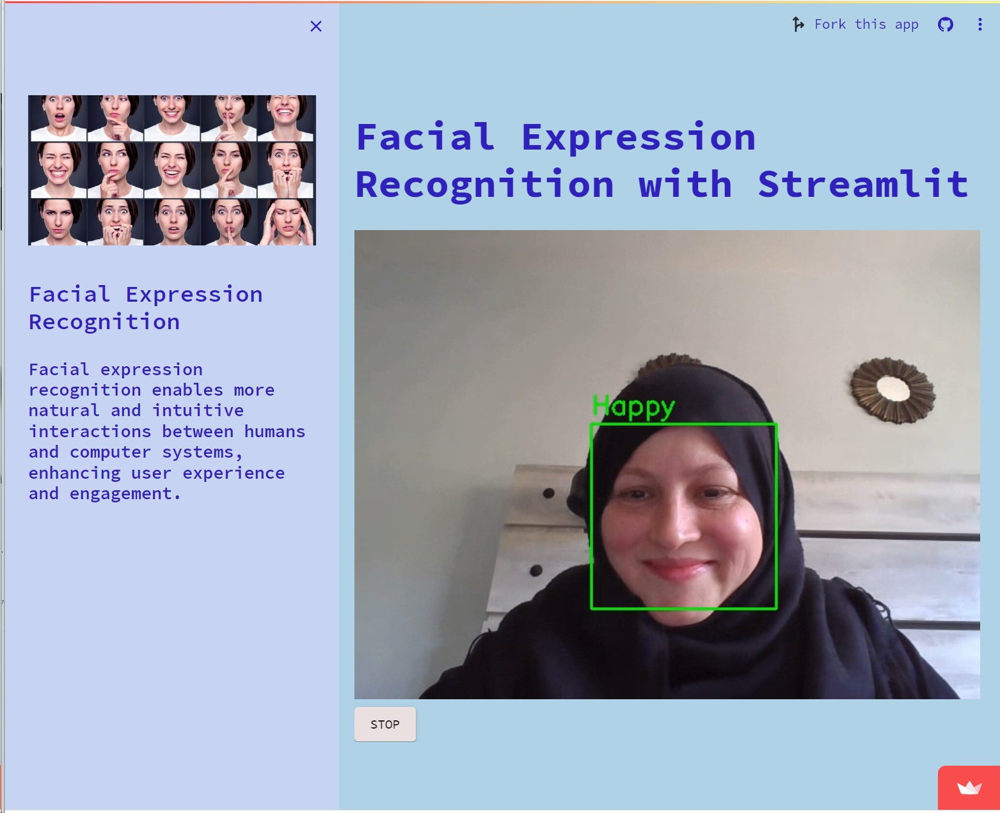 Fork this app
Facial Expression
Recognition with Streamlit
Facial Expression
Recognition
Facial expression
recognition enables more
natural and intuitive
interactions between humans
and computer systems,
enhancing user experience
and engagement.
Happy
STOP